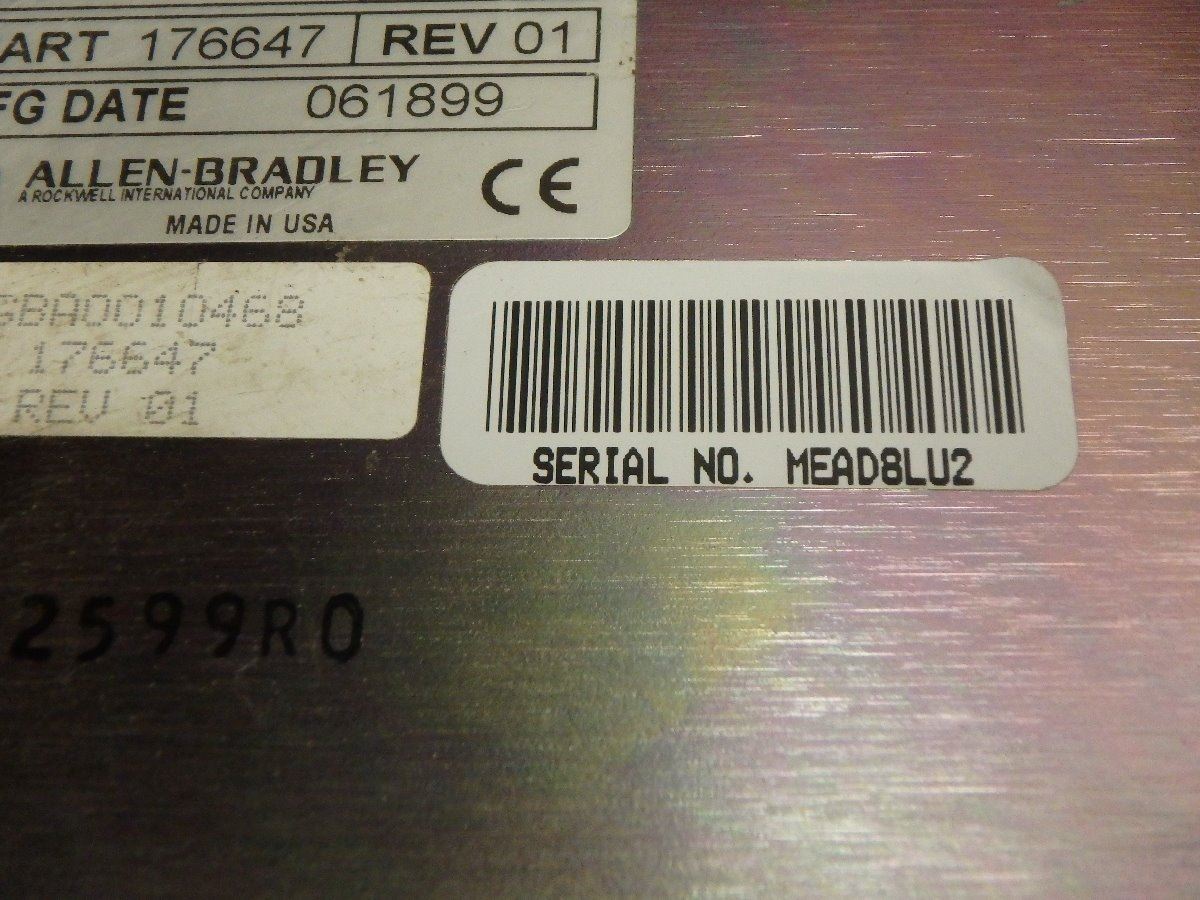 ART 176647 REV 01
FG DATE 061899
ALLEN-BRADLEY
A ROCKWELL INTERNATIONAL COMPANY
MADE IN USA
CE
SBA0010468
176647
REV 01
SERIAL NO. MEAD8LU2
2599R0